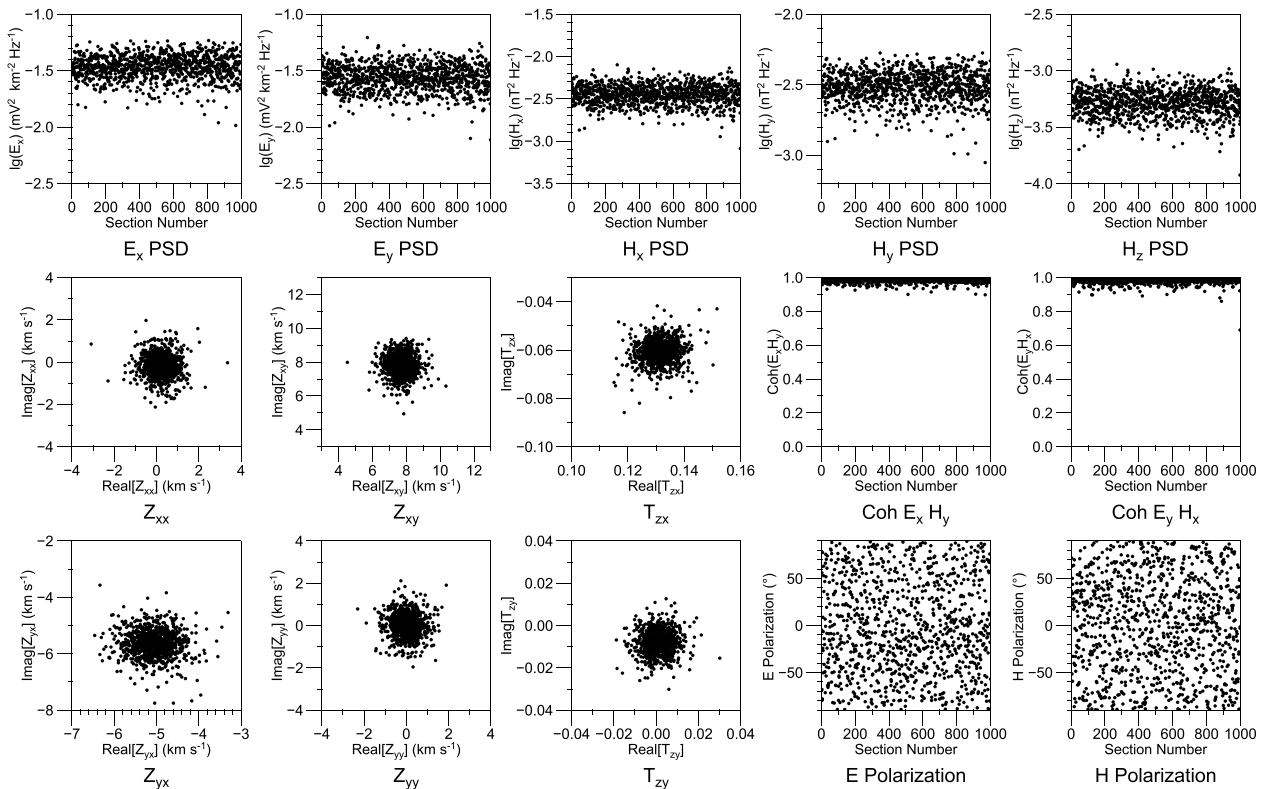 −1.0 −1.0 −1.5 −2.0 −2.5
lg(Eₓ) (mV² km⁻² Hz⁻¹) lg(E_y) (mV² km⁻² Hz⁻¹) lg(Hₓ) (nT² Hz⁻¹) lg(H_y) (nT² Hz⁻¹) lg(H_z) (nT² Hz⁻¹)
−1.5 −1.5 −2.0 −2.5 −3.0
−2.0 −2.0 −2.5 −3.0 −3.5
−2.5 −2.5 −3.0 −4.0
−3.5
0 200 400 600 800 1000 0 200 400 600 800 1000 0 200 400 600 800 1000 0 200 400 600 800 1000 0 200 400 600 800 1000
Section Number Section Number Section Number Section Number Section Number
Eₓ PSD E_y PSD Hₓ PSD H_y PSD H_z PSD
4 12 −0.04 1.0 1.0
2 10 −0.06 0.8 0.8
0 8 −0.08 0.6 0.6
−2 6 −0.10 0.4 0.4
−4 4 0.2 0.2
0.0 0.0
Imag[Zₓₓ] (km s⁻¹) Imag[Z_xy] (km s⁻¹) Imag[T_zx] Coh(EₓH_y) Coh(E_yHₓ)
−4 −2 0 2 4 4 6 8 10 12 0.10 0.12 0.14 0.16 0 200 400 600 800 1000 0 200 400 600 800 1000
Real[Zₓₓ] (km s⁻¹) Real[Z_xy] (km s⁻¹) Real[T_zx] Section Number Section Number
Zₓₓ Z_xy T_zx Coh Eₓ H_y Coh E_y Hₓ
−2 4 0.04 50 50
−4 2 0.02 0 0
−6 0 0.00 −50 −50
−8 −2 −0.02
−4 −0.04
Imag[Z_yx] (km s⁻¹) Imag[Z_yy] (km s⁻¹) Imag[T_zy] E Polarization (°) H Polarization (°)
−7 −6 −5 −4 −3 −4 −2 0 2 4 −0.04 −0.02 0.00 0.02 0.04 0 200 400 600 800 1000 0 200 400 600 800 1000
Real[Z_yx] (km s⁻¹) Real[Z_yy] (km s⁻¹) Real[T_zy] Section Number Section Number
Z_yx Z_yy T_zy E Polarization H Polarization